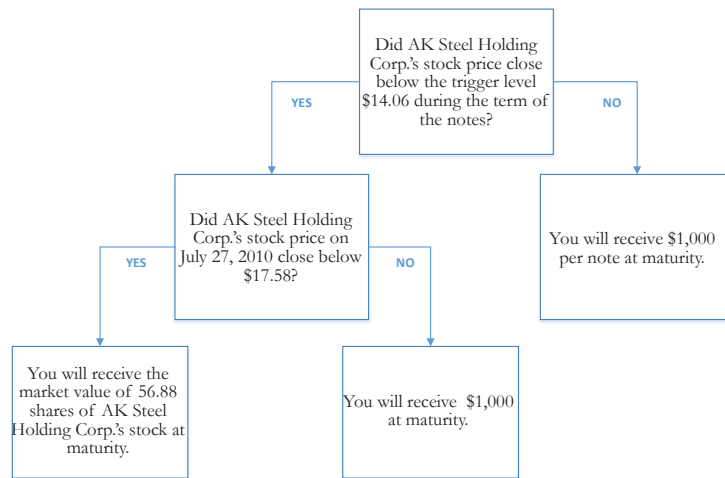 Did AK Steel Holding
Corp.'s stock price close
below the trigger level
$14.06 during the term of
the notes?
YES
NO
Did AK Steel Holding
Corp.'s stock price on
July 27, 2010 close below
$17.58?
You will receive $1,000
per note at maturity.
YES
NO
You will receive the
market value of 56.88
shares of AK Steel
Holding Corp.'s stock at
maturity.
You will receive $1,000
at maturity.